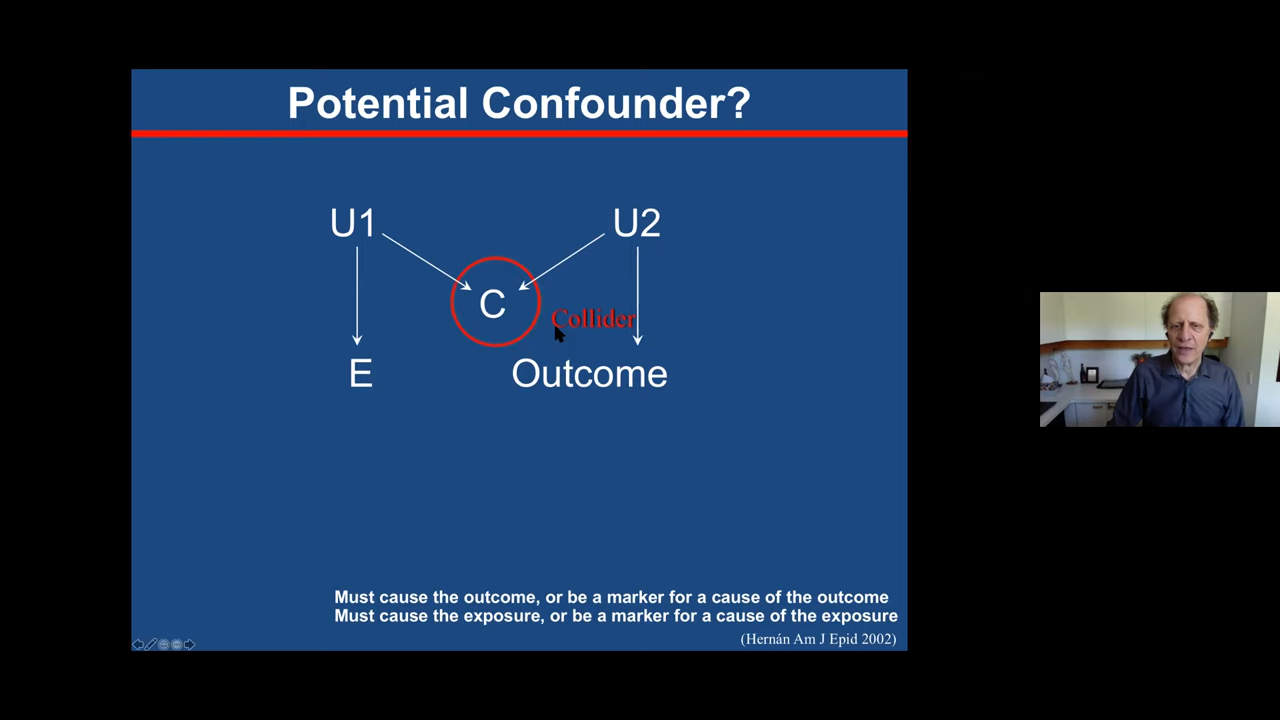 Potential Confounder?
U1
U2
C
Collider
E
Outcome
Must cause the outcome, or be a marker for a cause of the outcome
Must cause the exposure, or be a marker for a cause of the exposure
(Hernán Am J Epid 2002)